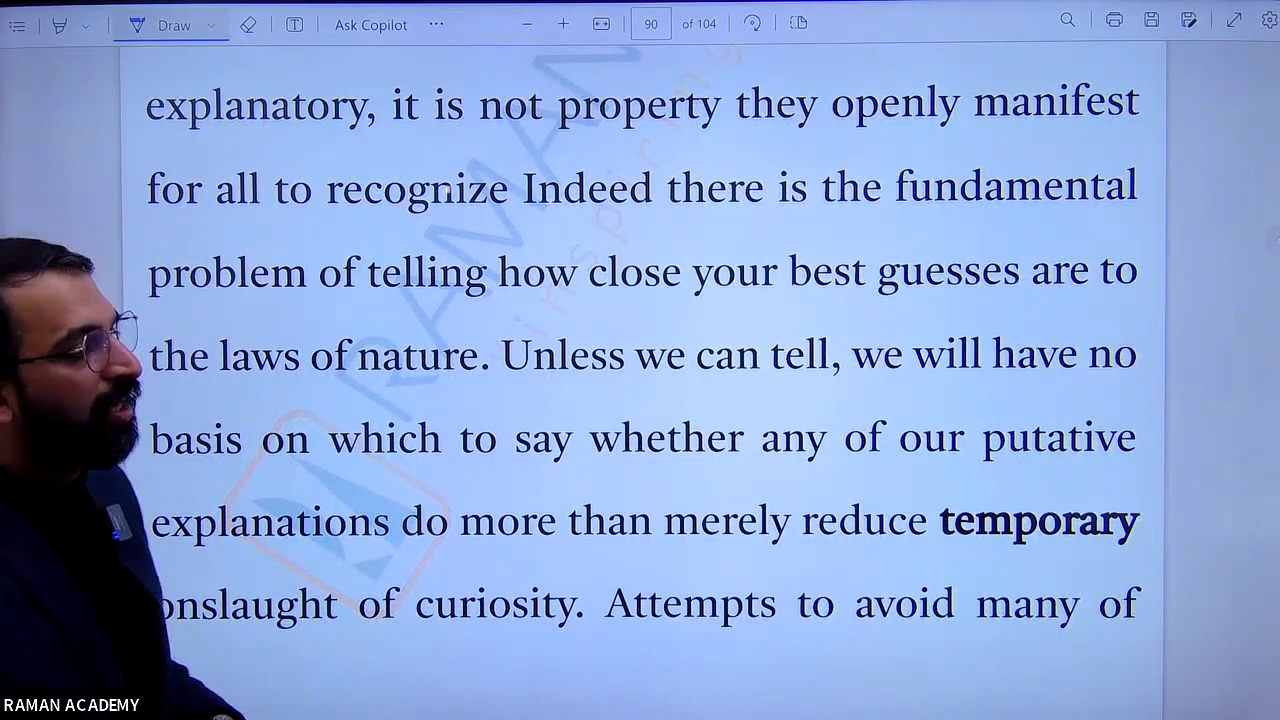 Draw
Ask Copilot
90 of 104
RAMAN
inspiring
explanatory, it is not property they openly manifest
for all to recognize Indeed there is the fundamental
problem of telling how close your best guesses are to
the laws of nature. Unless we can tell, we will have no
basis on which to say whether any of our putative
explanations do more than merely reduce temporary
onslaught of curiosity. Attempts to avoid many of
RAMAN ACADEMY